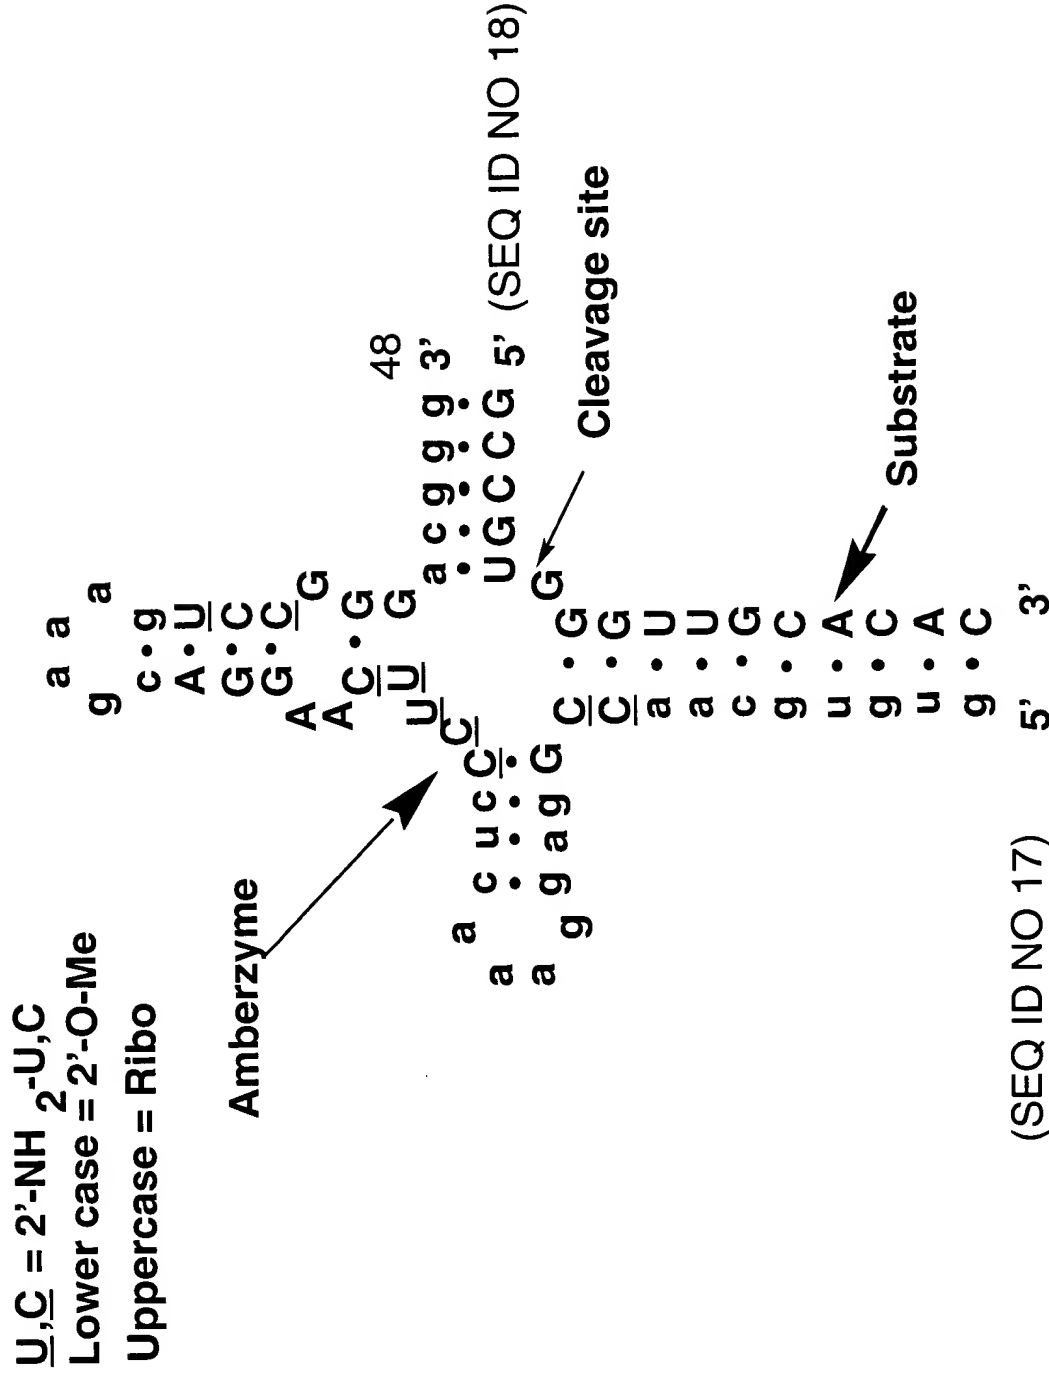 U,C = 2'-NH2-U,C
Lower case = 2'-O-Me
Uppercase = Ribo
Amberzyme
g a a a
c • g
A • U
G • C
G • C
A G
A
C • G
U G
U
C
a c u c C
a
a g g a g G
a c g g g 3'
48
U G C C G 5' (SEQ ID NO 18)
G
Cleavage site
C • G
C • G
a • U
a • U
c • G
g • C
u • A
g • C
u • A
g • C
5' 3'
Substrate
(SEQ ID NO 17)